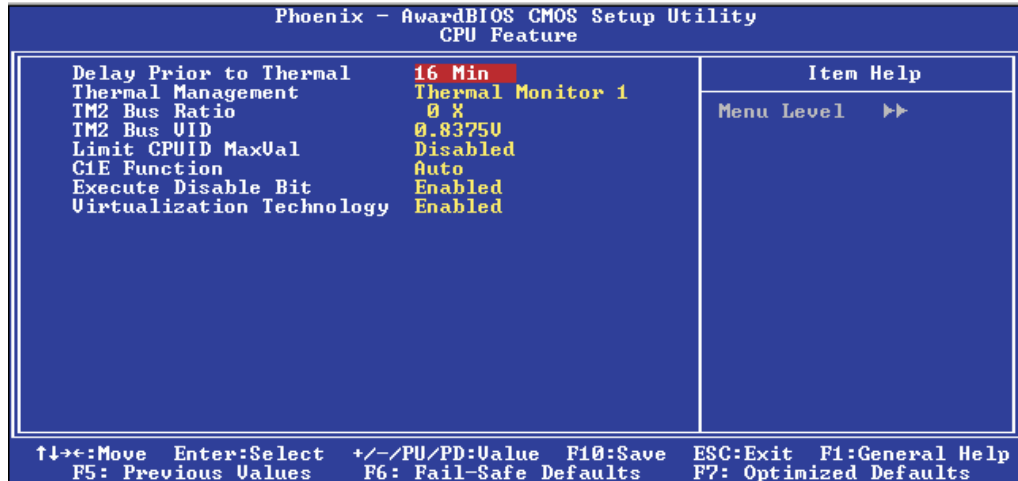 Phoenix - AwardBIOS CMOS Setup Utility
CPU Feature
Delay Prior to Thermal 16 Min
Thermal Management Thermal Monitor 1
TM2 Bus Ratio 0 X
TM2 Bus VID 0.8375V
Limit CPUID MaxVal Disabled
C1E Function Auto
Execute Disable Bit Enabled
Virtualization Technology Enabled
Item Help
Menu Level ▶▶
↑↓→←:Move Enter:Select +/-/PU/PD:Value F10:Save ESC:Exit F1:General Help
F5: Previous Values F6: Fail-Safe Defaults F7: Optimized Defaults